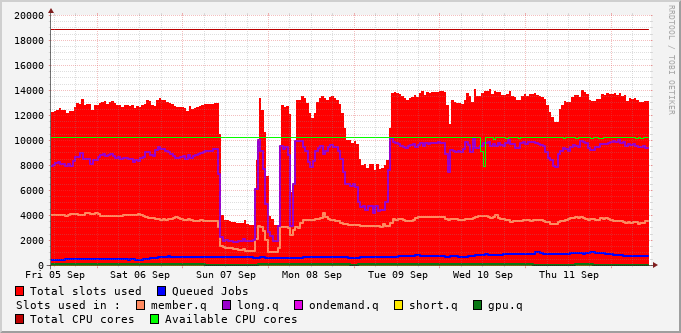 20000
18000
16000
14000
12000
10000
8000
6000
4000
2000
0
Fri 05 Sep Sat 06 Sep Sun 07 Sep Mon 08 Sep Tue 09 Sep Wed 10 Sep Thu 11 Sep
Total slots used Queued Jobs
Slots used in : member.q long.q ondemand.q short.q gpu.q
Total CPU cores Available CPU cores
RRDTOOL / TOBI OETIKER